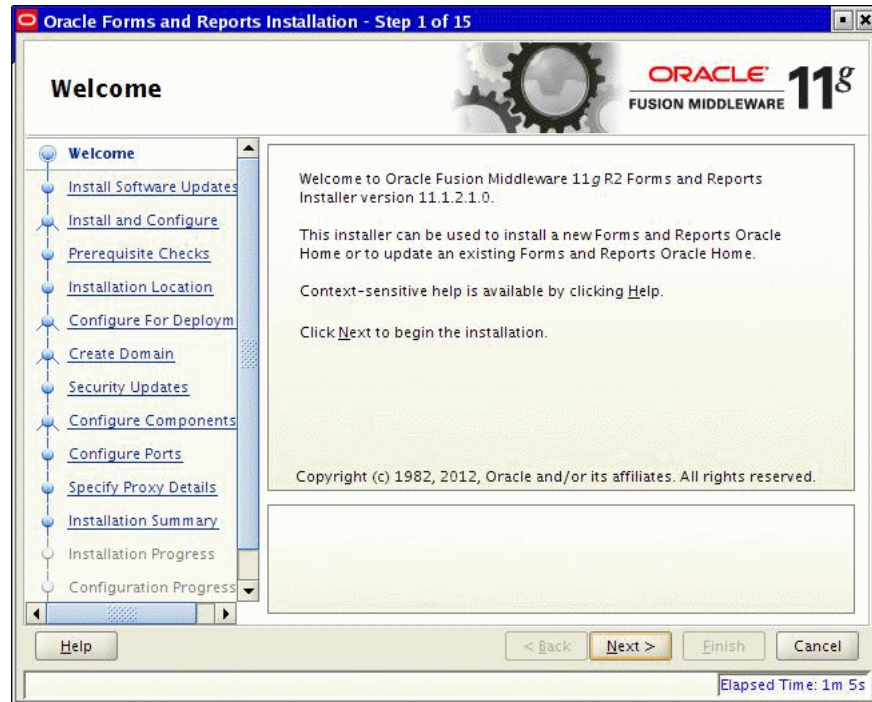 Oracle Forms and Reports Installation - Step 1 of 15
Welcome
ORACLE
FUSION MIDDLEWARE
11g
Welcome
Install Software Updates
Install and Configure
Prerequisite Checks
Installation Location
Configure For Deploym
Create Domain
Security Updates
Configure Components
Configure Ports
Specify Proxy Details
Installation Summary
Installation Progress
Configuration Progress
Welcome to Oracle Fusion Middleware 11g R2 Forms and Reports
Installer version 11.1.2.1.0.
This installer can be used to install a new Forms and Reports Oracle
Home or to update an existing Forms and Reports Oracle Home.
Context-sensitive help is available by clicking Help.
Click Next to begin the installation.
Copyright (c) 1982, 2012, Oracle and/or its affiliates. All rights reserved.
Help
< Back
Next >
Finish
Cancel
Elapsed Time: 1m 5s